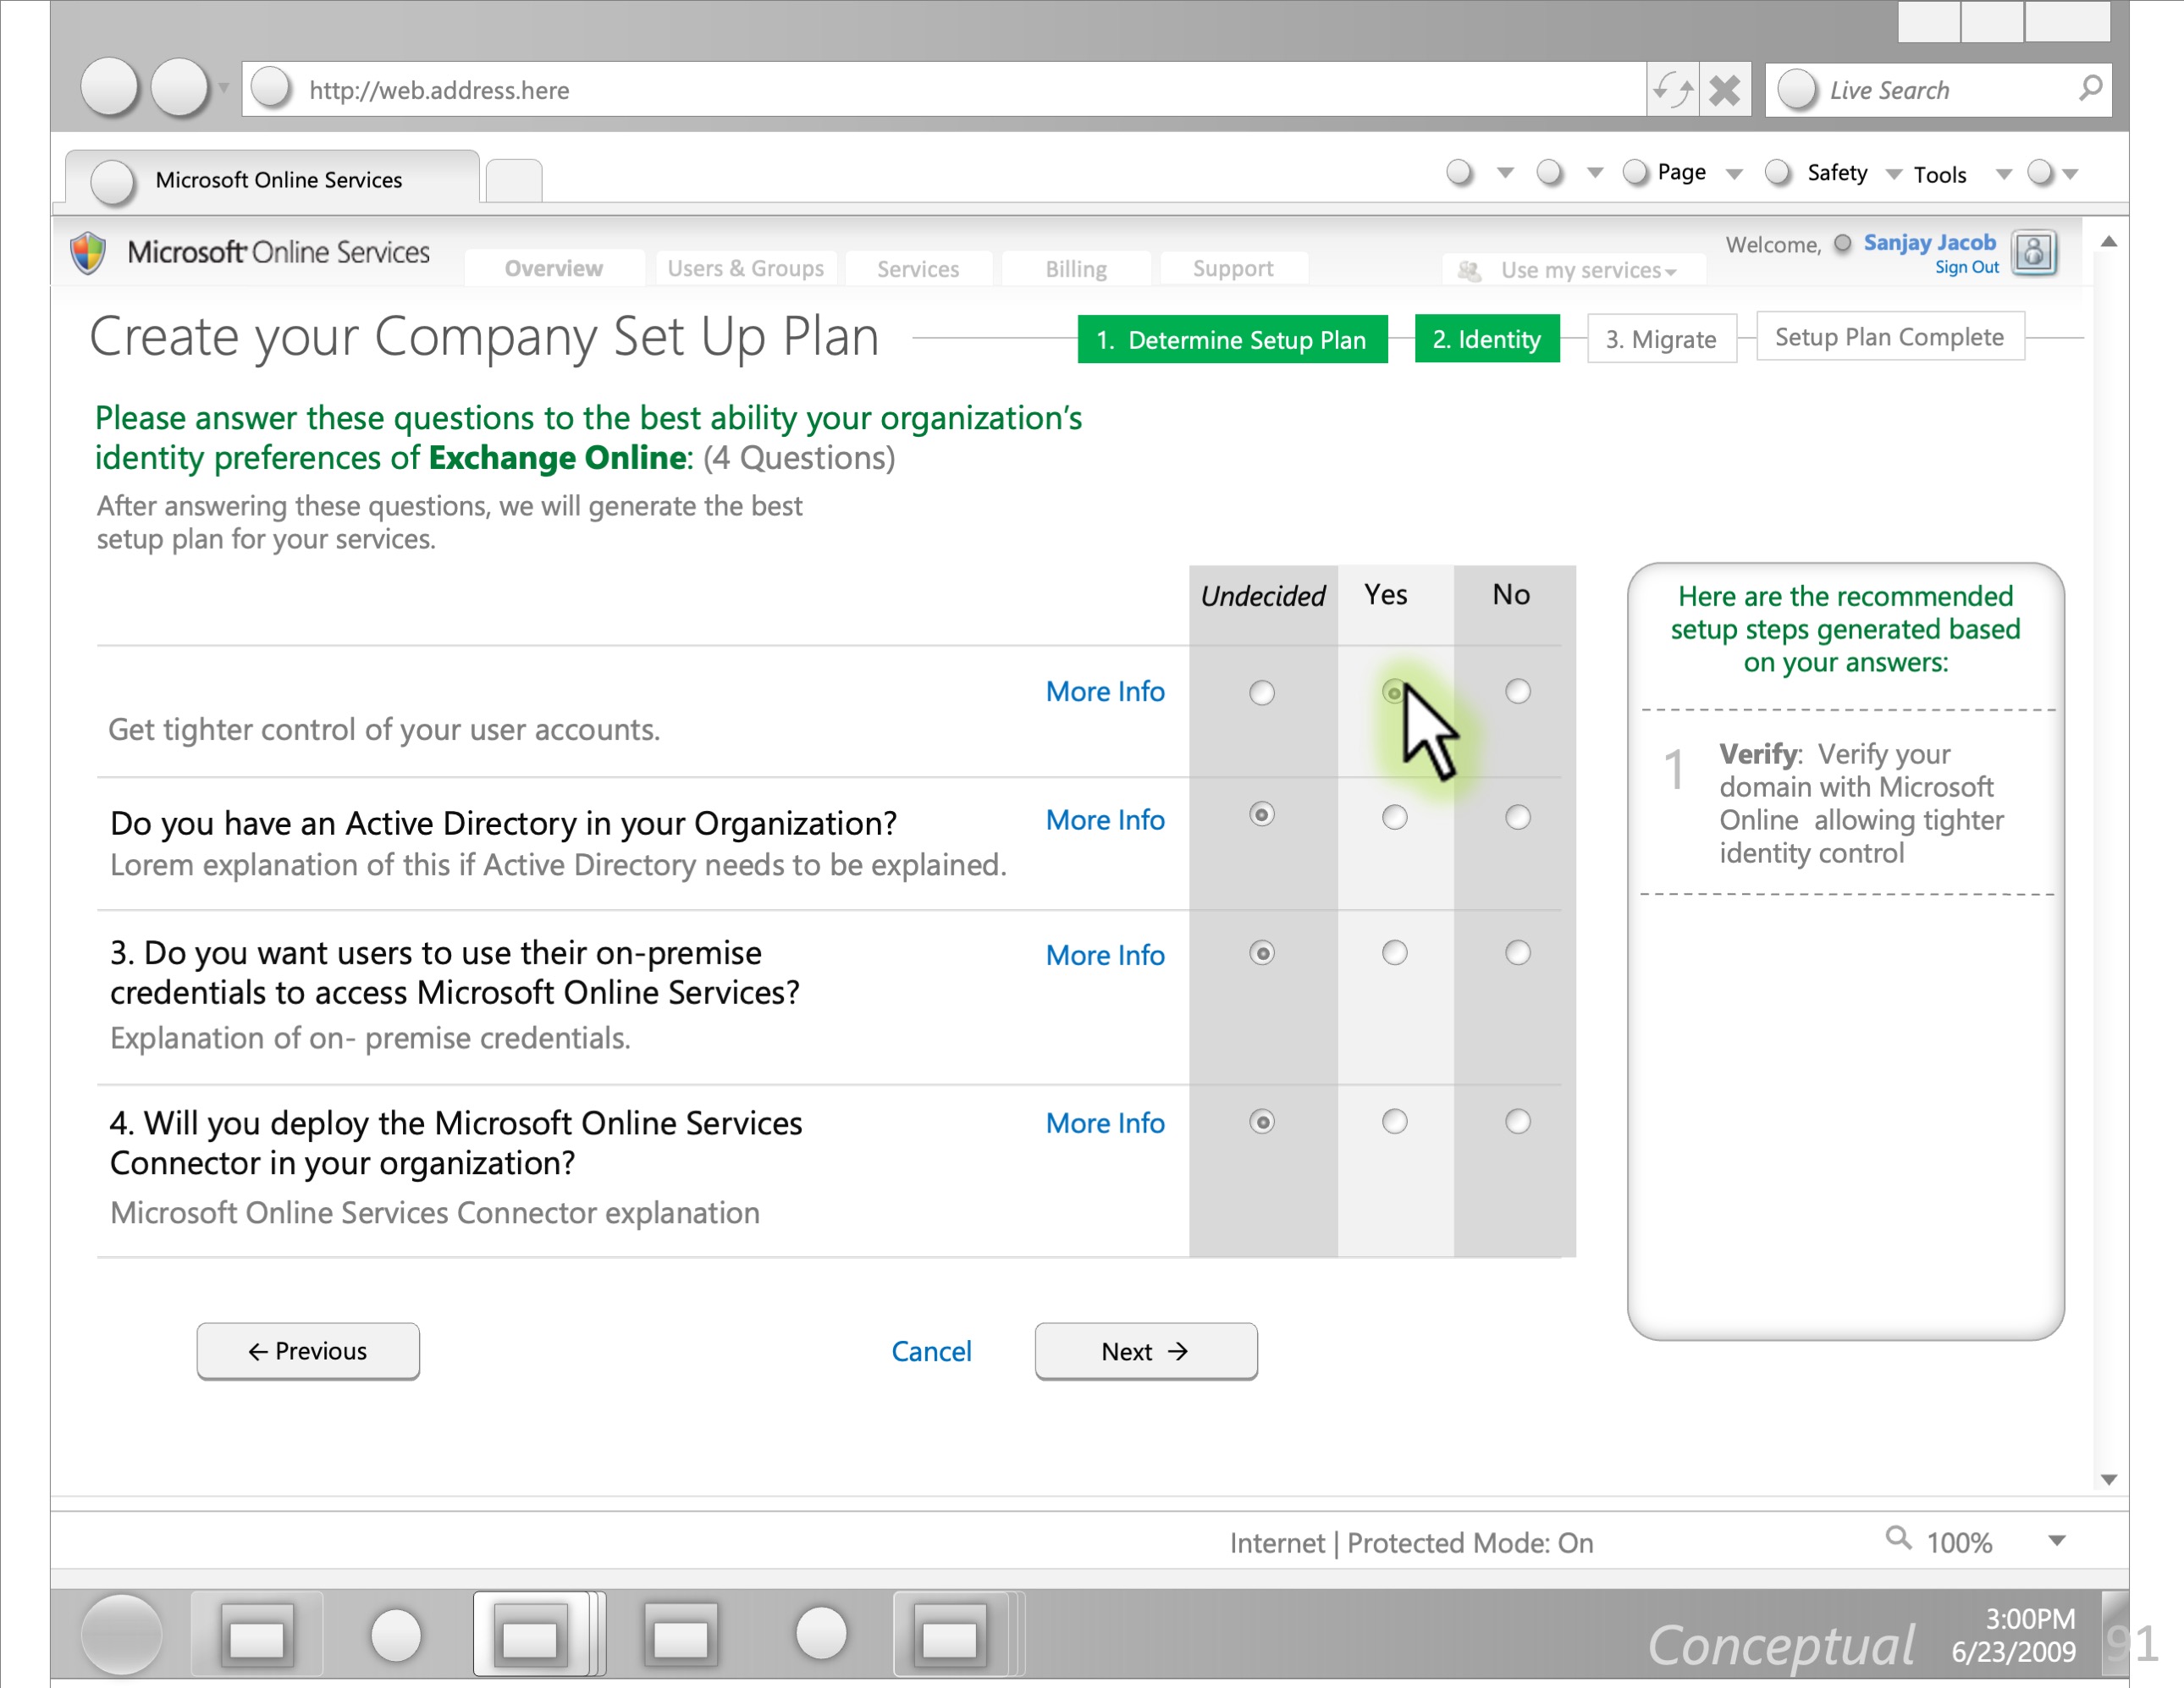 http://web.address.here
Live Search
Microsoft Online Services
Page
Safety
Tools
Microsoft Online Services
Overview
Users & Groups
Services
Billing
Support
Use my services
Welcome,
Sanjay Jacob
Sign Out
Create your Company Set Up Plan
1. Determine Setup Plan
2. Identity
3. Migrate
Setup Plan Complete
Please answer these questions to the best ability your organization's
identity preferences of Exchange Online: (4 Questions)
After answering these questions, we will generate the best
setup plan for your services.
Undecided
Yes
No
More Info
Get tighter control of your user accounts.
Do you have an Active Directory in your Organization?
More Info
Lorem explanation of this if Active Directory needs to be explained.
3. Do you want users to use their on-premise
credentials to access Microsoft Online Services?
More Info
Explanation of on- premise credentials.
4. Will you deploy the Microsoft Online Services
Connector in your organization?
More Info
Microsoft Online Services Connector explanation
Here are the recommended
setup steps generated based
on your answers:
1
Verify: Verify your
domain with Microsoft
Online allowing tighter
identity control
← Previous
Cancel
Next →
Internet | Protected Mode: On
100%
Conceptual
3:00PM
6/23/2009
91